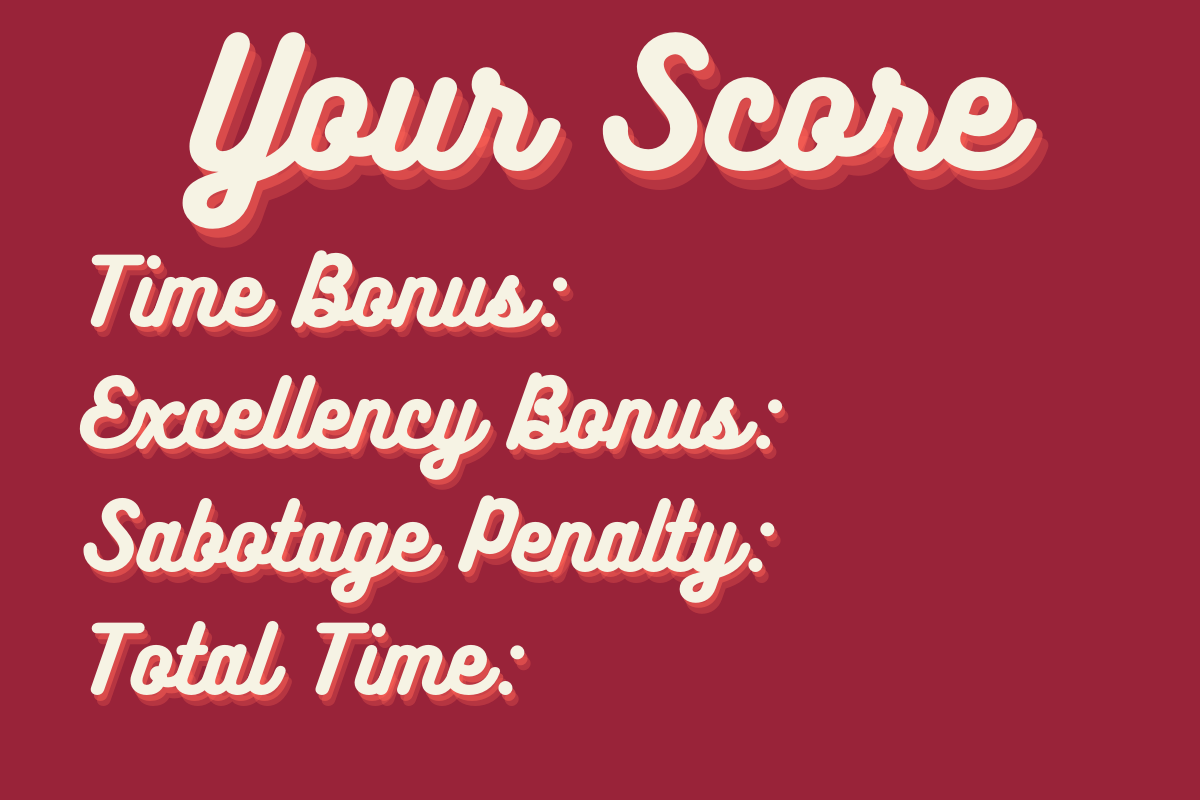 Your Score
Time Bonus:
Excellency Bonus:
Sabotage Penalty:
Total Time: